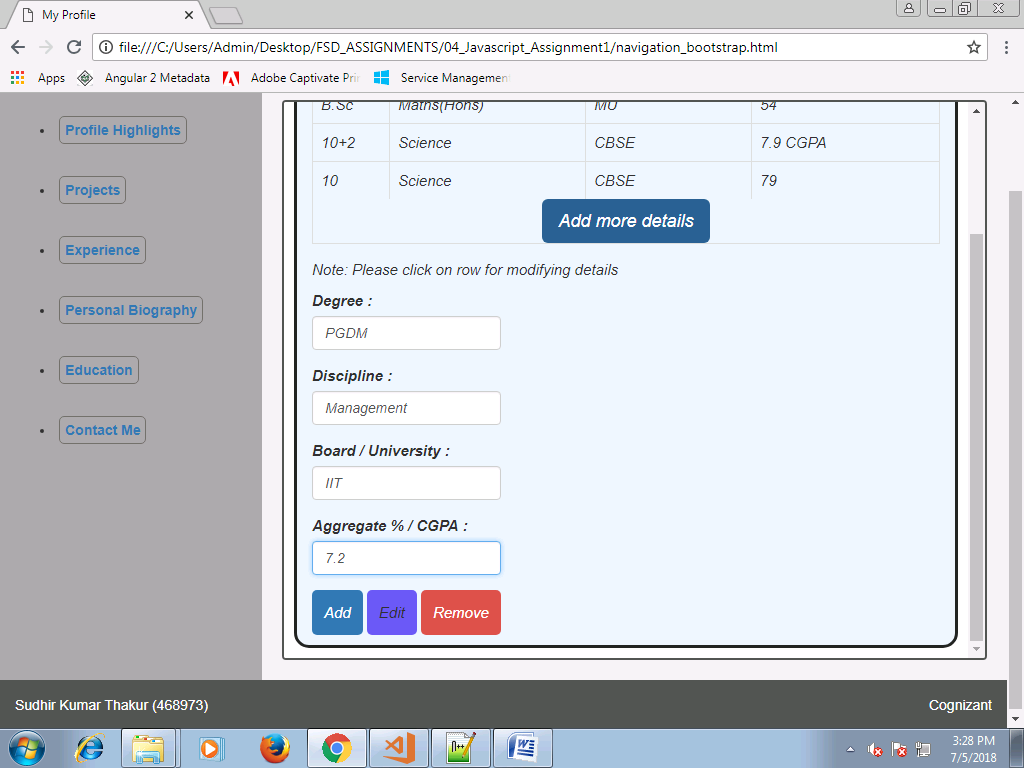 My Profile
file:///C:/Users/Admin/Desktop/FSD_ASSIGNMENTS/04_Javascript_Assignment1/navigation_bootstrap.html
Apps Angular 2 Metadata Adobe Captivate Pri Service Managemen
Profile Highlights
Projects
Experience
Personal Biography
Education
Contact Me
B.Sc Maths(Hons) MU 54
10+2 Science CBSE 7.9 CGPA
10 Science CBSE 79
Add more details
Note: Please click on row for modifying details
Degree :
PGDM
Discipline :
Management
Board / University :
IIT
Aggregate % / CGPA :
7.2
Add Edit Remove
Sudhir Kumar Thakur (468973) Cognizant
3:28 PM
7/5/2018